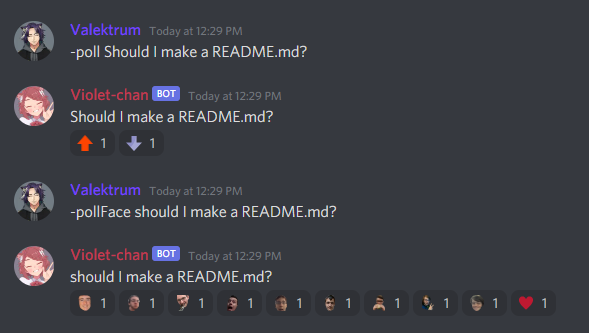 Valektrum Today at 12:29 PM
-poll Should I make a README.md?
Violet-chan BOT Today at 12:29 PM
Should I make a README.md?
1 1
Valektrum Today at 12:29 PM
-pollFace should I make a README.md?
Violet-chan BOT Today at 12:29 PM
should I make a README.md?
1 1 1 1 1 1 1 1 1 1